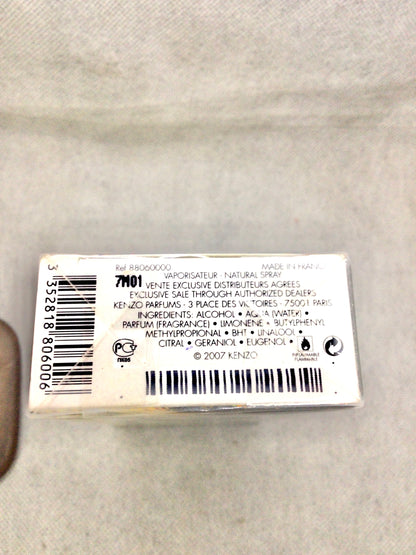 Ref 88060000 MADE IN FRANCE
VAPORISATEUR - NATURAL SPRAY
7M01 VENTE EXCLUSIVE DISTRIBUTEURS AGREES
EXCLUSIVE SALE THROUGH AUTHORIZED DEALERS
KENZO PARFUMS - 3 PLACE DES VICTOIRES - 75001 PARIS
INGREDIENTS: ALCOHOL • AQUA (WATER) •
PARFUM (FRAGRANCE) • LIMONENE • BUTYLPHENYL
METHYLPROPIONAL • BHT • LINALOOL •
CITRAL • GERANIOL • EUGENOL •
© 2007 KENZO
INFLAMMABLE
FLAMMABLE
3 352818 806006